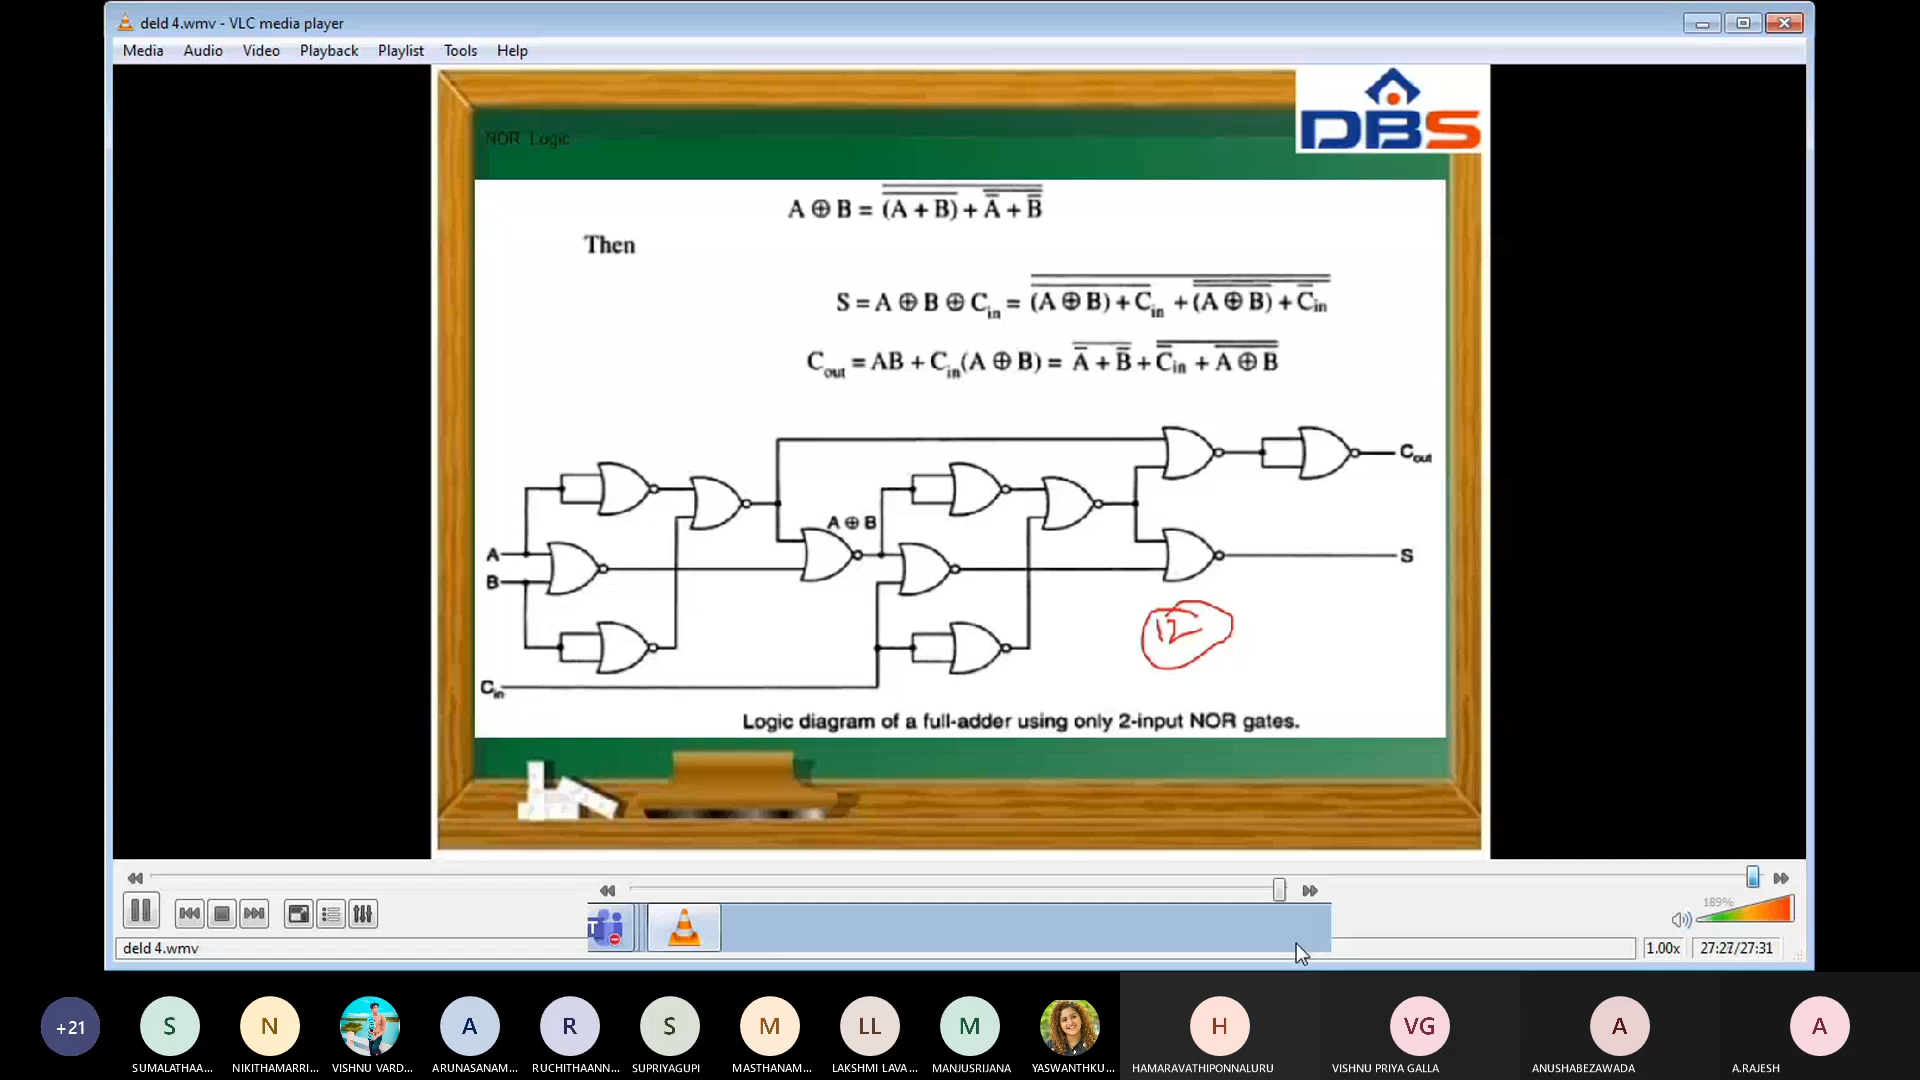 deld 4.wmv - VLC media player
Media Audio Video Playback Playlist Tools Help
DBS
NOR Logic
A ⊕ B = (A + B) + A̅ + B̅
Then
S = A ⊕ B ⊕ Cin = (A ⊕ B) + Cin + (A ⊕ B) + C̅in
Cout = AB + Cin(A ⊕ B) = A̅ + B̅ + C̅in + A ⊕ B
Cout
A ⊕ B
A
S
B
12
Cin
Logic diagram of a full-adder using only 2-input NOR gates.
189%
T
deld 4.wmv 1.00x 27:27/27:31
+21 S N A R S M LL M H VG A A
SUMALATHAA... NIKITHAMARRI... VISHNU VARD... ARUNASANAM... RUCHITHAANN... SUPRIYAGUPI MASTHANAM... LAKSHMI LAVA... MANJUSRIJANA YASWANTHKU... HAMARAVATHIPONNALURU VISHNU PRIYA GALLA ANUSHABEZAWADA A.RAJESH